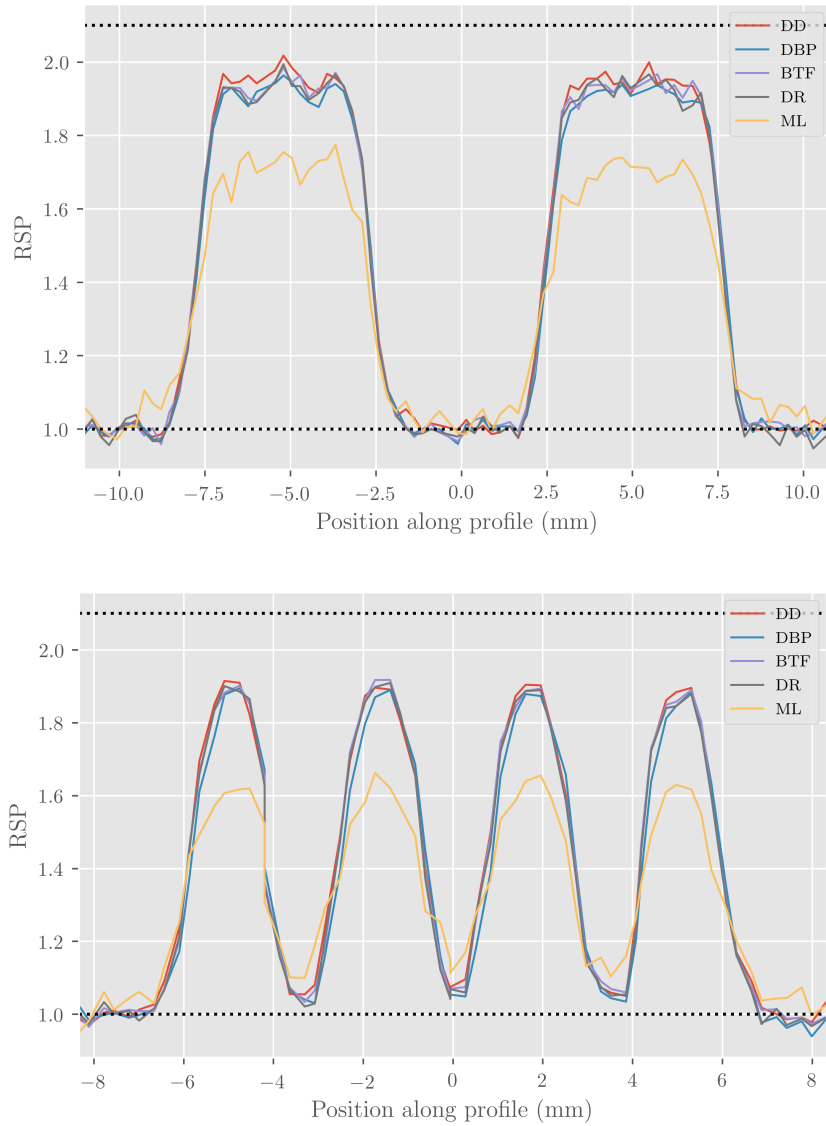 2.0
1.8
1.6
1.4
1.2
1.0
RSP
DD
DBP
BTF
DR
ML
−10.0 −7.5 −5.0 −2.5 0.0 2.5 5.0 7.5 10.0
Position along profile (mm)
2.0
1.8
1.6
1.4
1.2
1.0
RSP
DD
DBP
BTF
DR
ML
−8 −6 −4 −2 0 2 4 6 8
Position along profile (mm)